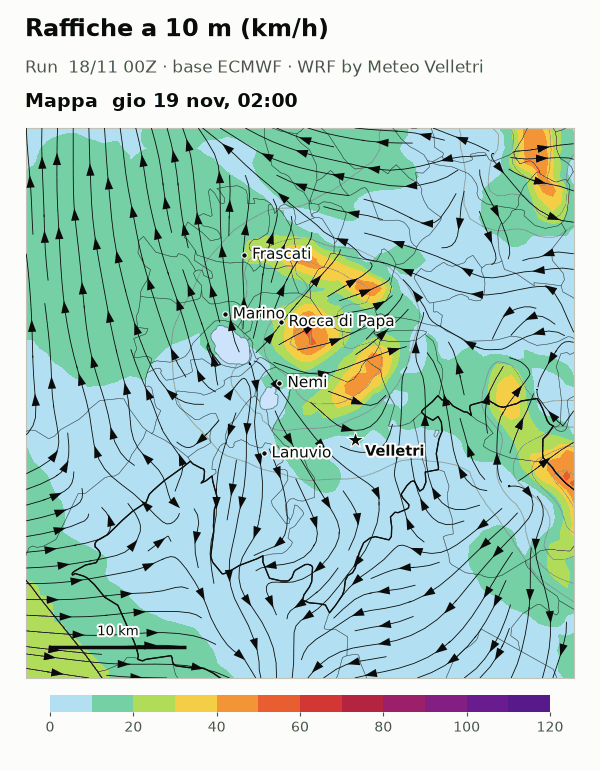 Raffiche a 10 m (km/h)
Run  18/11 00Z · base ECMWF · WRF by Meteo Velletri
Mappa  gio 19 nov, 02:00
Frascati
Marino
Rocca di Papa
Nemi
Velletri
Lanuvio
10 km
0 20 40 60 80 100 120